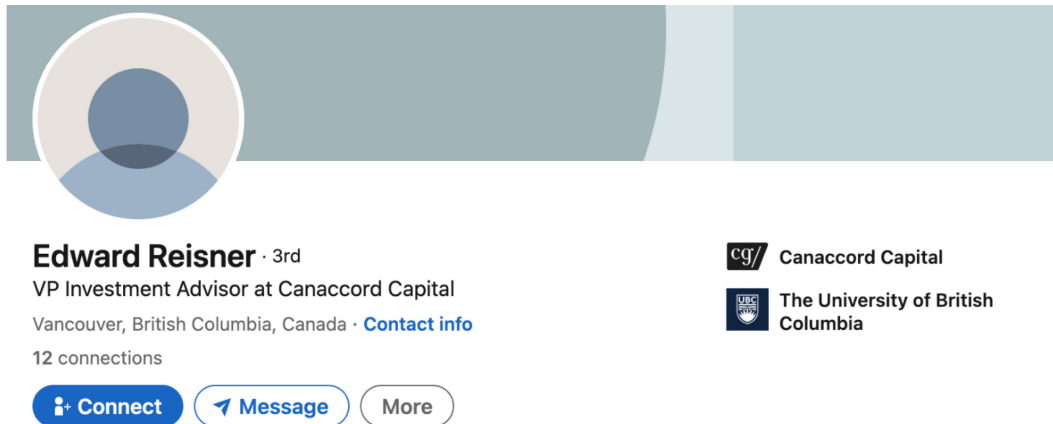 Edward Reisner · 3rd
VP Investment Advisor at Canaccord Capital
Vancouver, British Columbia, Canada · Contact info
12 connections
Connect
Message
More
cg/
Canaccord Capital
UBC
The University of British
Columbia